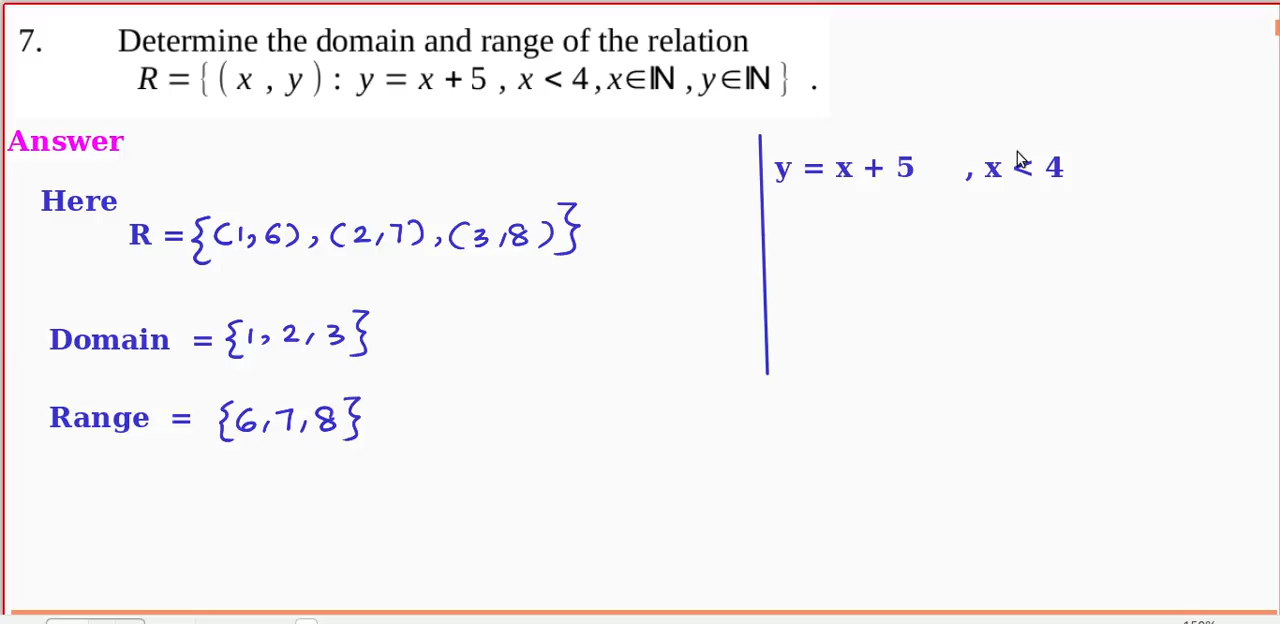 7. Determine the domain and range of the relation
R = { ( x , y ) : y = x + 5 , x < 4 , x ∈ ℕ , y ∈ ℕ } .
Answer
Here
R = {(1,6), (2,7), (3,8)}
Domain = {1, 2, 3}
Range = {6, 7, 8}
y = x + 5 , x < 4